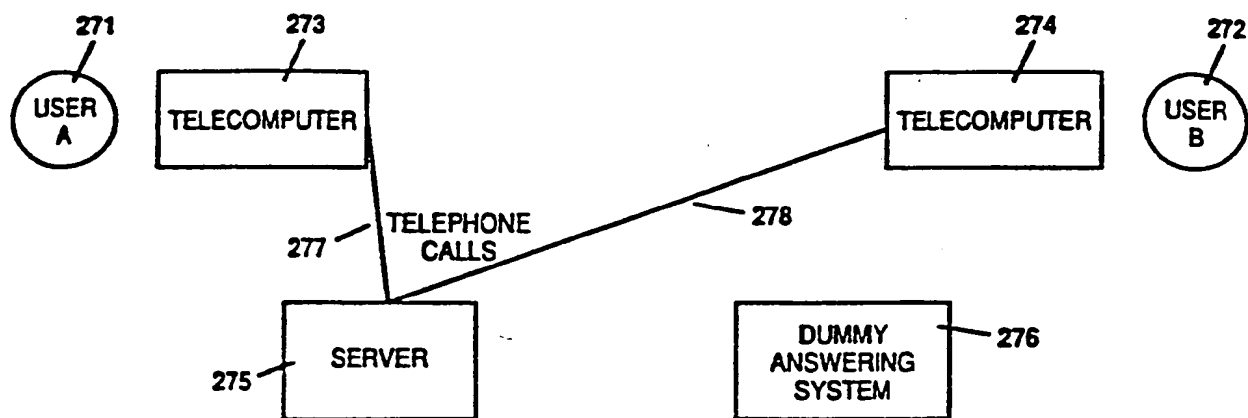 271
273
274
272
USER
A
TELECOMPUTER
TELECOMPUTER
USER
B
277
TELEPHONE
CALLS
278
275
SERVER
DUMMY
ANSWERING
SYSTEM
276